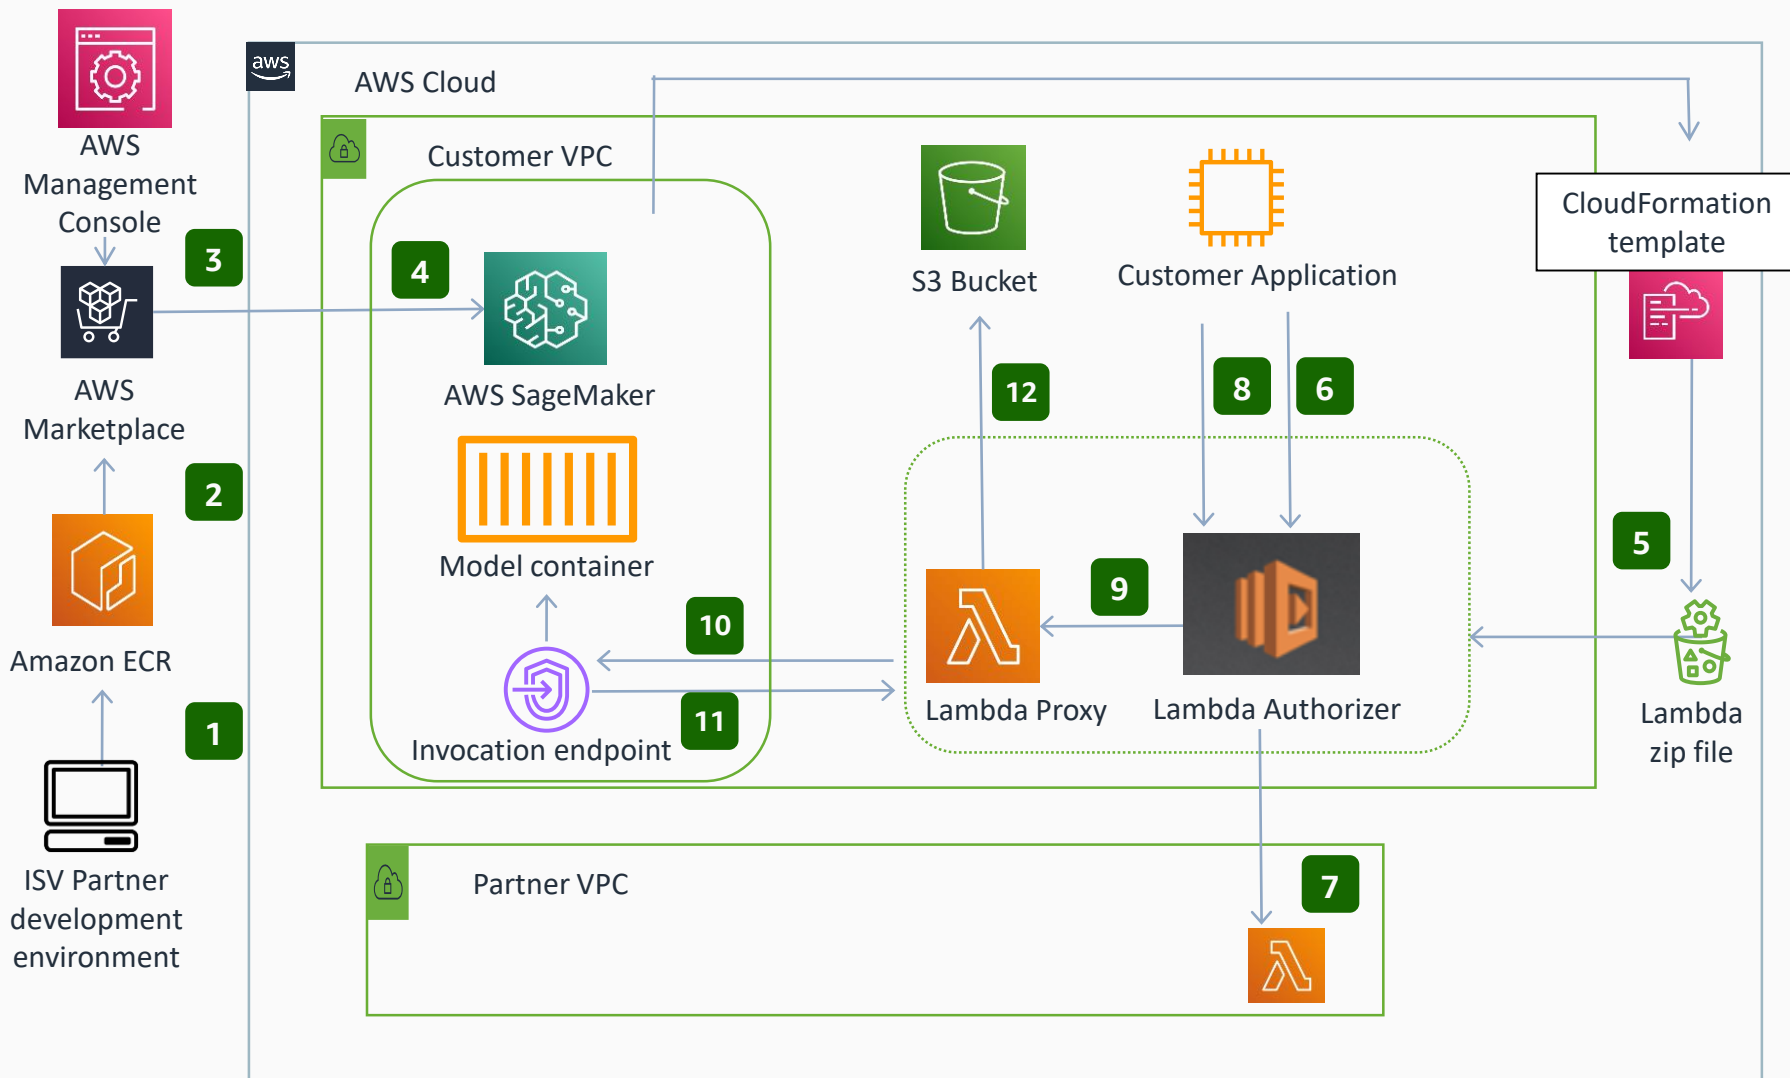 aws
AWS Cloud
AWS
Management
Console
Customer VPC
CloudFormation
template
3
4
S3 Bucket
Customer Application
AWS SageMaker
AWS
Marketplace
12
8
6
2
5
Model container
9
10
Amazon ECR
11
Lambda Proxy
Lambda Authorizer
Lambda
zip file
1
Invocation endpoint
ISV Partner
development
environment
Partner VPC
7